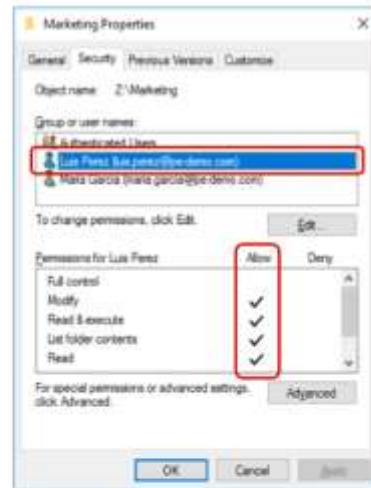 Marketing Properties
General Security Previous Versions Customize
Object name: Z:\Marketing
Group or user names:
Authenticated Users
Luis Perez (luis.perez@pe-demo.com)
Maria Garcia (maria.garcia@pe-demo.com)
To change permissions, click Edit.
Edit...
Permissions for Luis Perez Allow Deny
Full control
Modify
Read & execute
List folder contents
Read
For special permissions or advanced settings, click Advanced.
Advanced
OK Cancel Apply